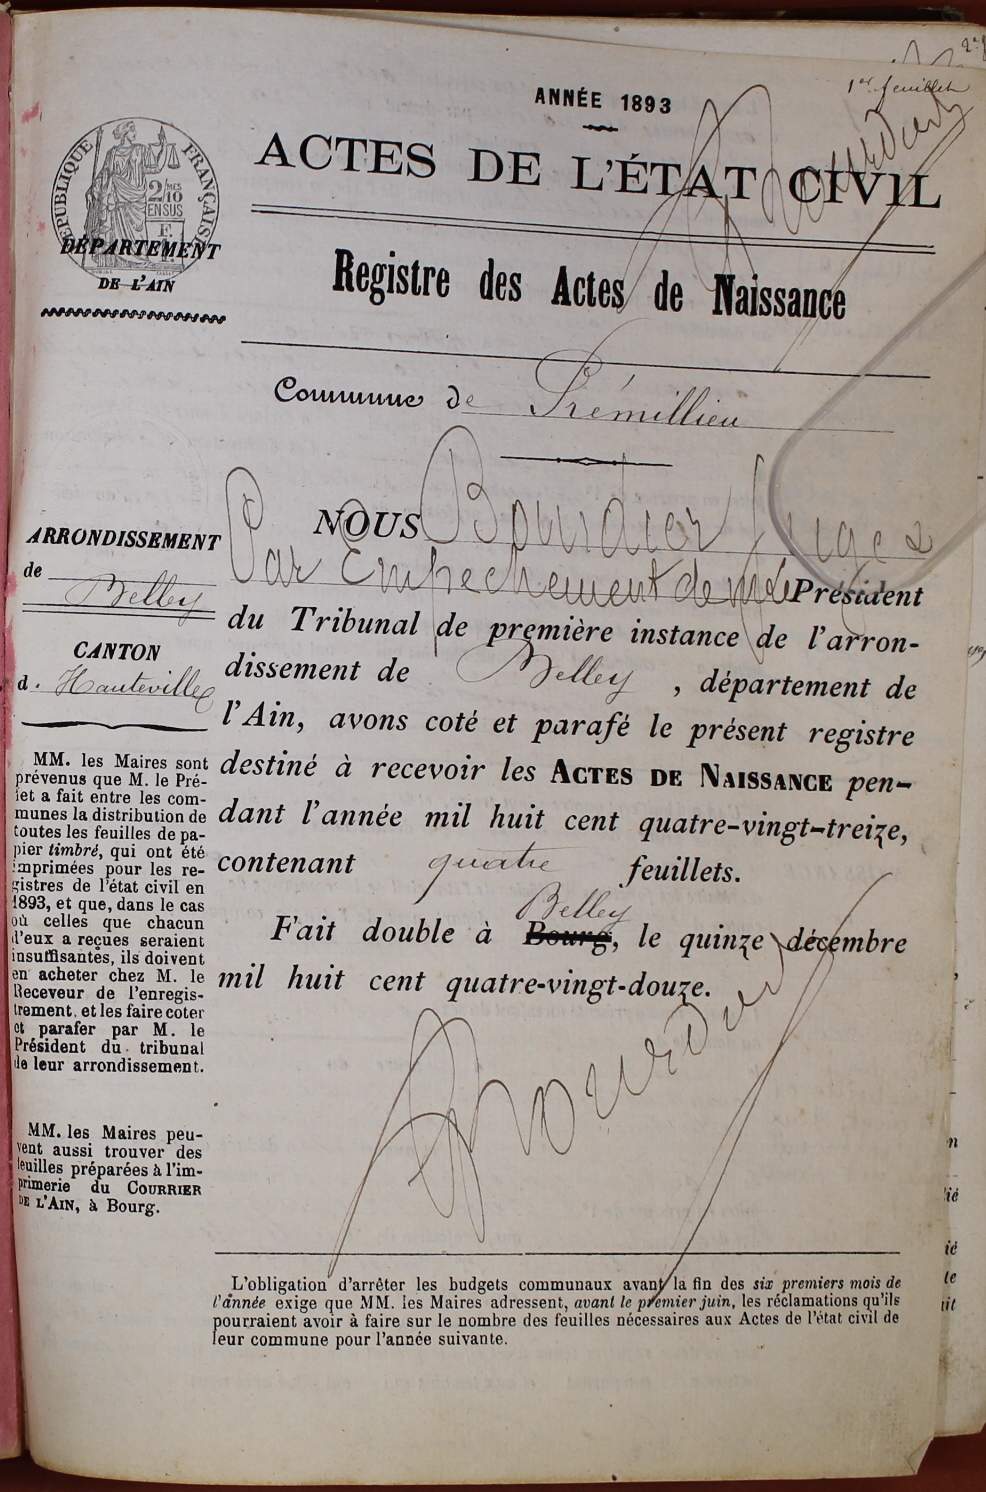 2e
1er feuillet
Bourdier
ANNÉE 1893
ACTES DE L'ÉTAT CIVIL
RÉPUBLIQUE FRANÇAISE
2/10 MES
EN SUS
DÉPARTEMENT
DE L'AIN
Registre des Actes de Naissance
Commune de Prémillieu
ARRONDISSEMENT
de
Belley
CANTON
d. Hauteville
MM. les Maires sont
prévenus que M. le Pré-
fet a fait entre les com-
munes la distribution de
toutes les feuilles de pa-
pier timbré, qui ont été
imprimées pour les re-
gistres de l'état civil en
1893, et que, dans le cas
où celles que chacun
d'eux a reçues seraient
insuffisantes, ils doivent
en acheter chez M. le
Receveur de l'enregis-
trement, et les faire coter
et parafer par M. le
Président du tribunal
de leur arrondissement.
MM. les Maires peu-
vent aussi trouver des
feuilles préparées à l'im-
primerie du COURRIER
DE L'AIN, à Bourg.
NOUS Bourdier Juge
Par Empechement de M. le Président
du Tribunal de première instance de l'arron-
dissement de Belley, département de
l'Ain, avons coté et parafé le présent registre
destiné à recevoir les ACTES DE NAISSANCE pen-
dant l'année mil huit cent quatre-vingt-treize,
contenant quatre feuillets.
Belley
Fait double à Bourg, le quinze décembre
mil huit cent quatre-vingt-douze.
Bourdier
L'obligation d'arrêter les budgets communaux avant la fin des six premiers mois de
l'année exige que MM. les Maires adressent, avant le premier juin, les réclamations qu'ils
pourraient avoir à faire sur le nombre des feuilles nécessaires aux Actes de l'état civil de
leur commune pour l'année suivante.